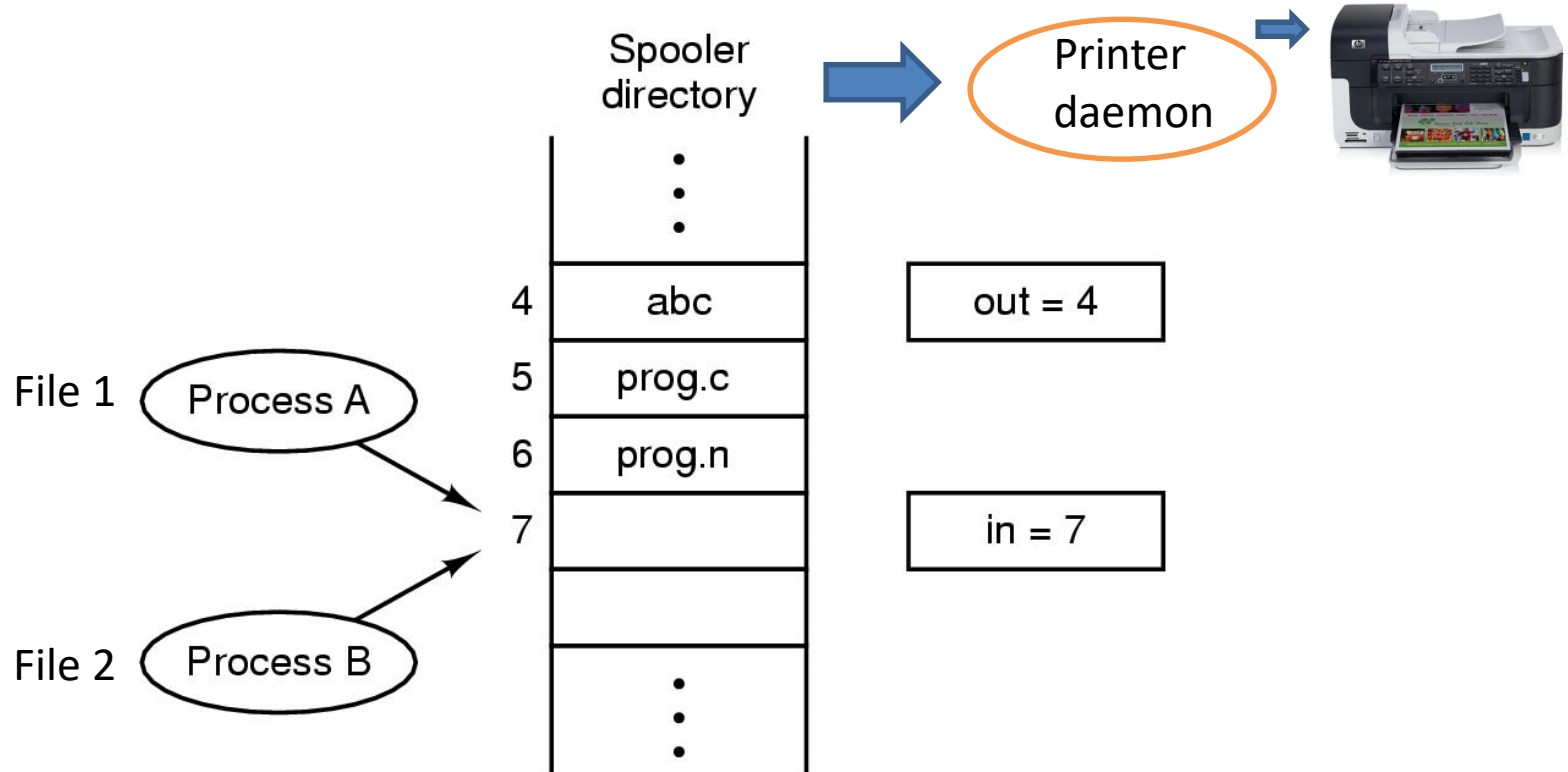 Spooler
directory
Printer
daemon
4
abc
out = 4
5
prog.c
File 1
Process A
6
prog.n
7
in = 7
File 2
Process B